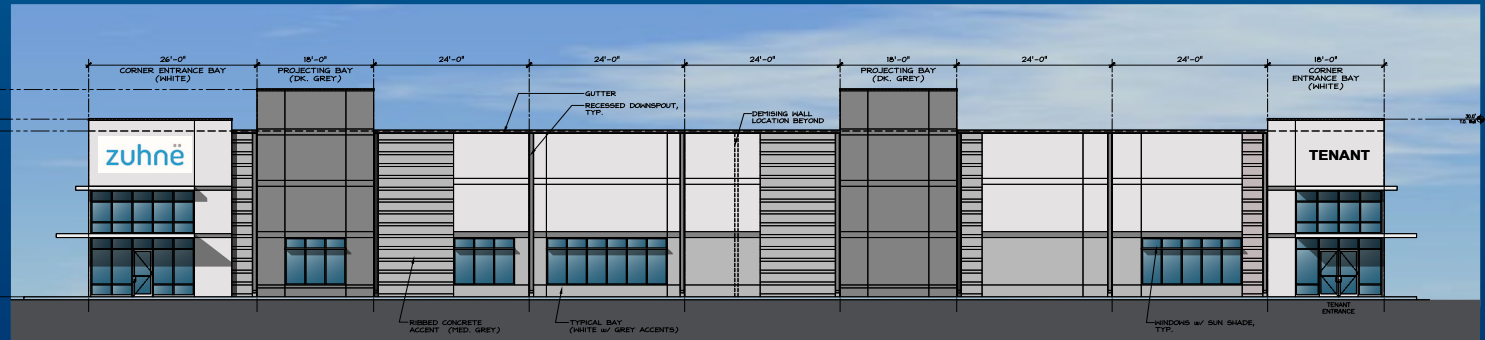 26'-0"
18'-0"
24'-0"
24'-0"
24'-0"
18'-0"
24'-0"
24'-0"
18'-0"
CORNER ENTRANCE BAY
(WHITE)
PROJECTING BAY
(DK. GREY)
PROJECTING BAY
(DK. GREY)
CORNER
ENTRANCE BAY
(WHITE)
GUTTER
RECESSED DOWNSPOUT,
TYP.
DEMISING WALL
LOCATION BEYOND
zuhnë
TENANT
TENANT
ENTRANCE
RIBBED CONCRETE
ACCENT (MED. GREY)
TYPICAL BAY
(WHITE w/ GREY ACCENTS)
WINDOWS w/ SUN SHADE,
TYP.